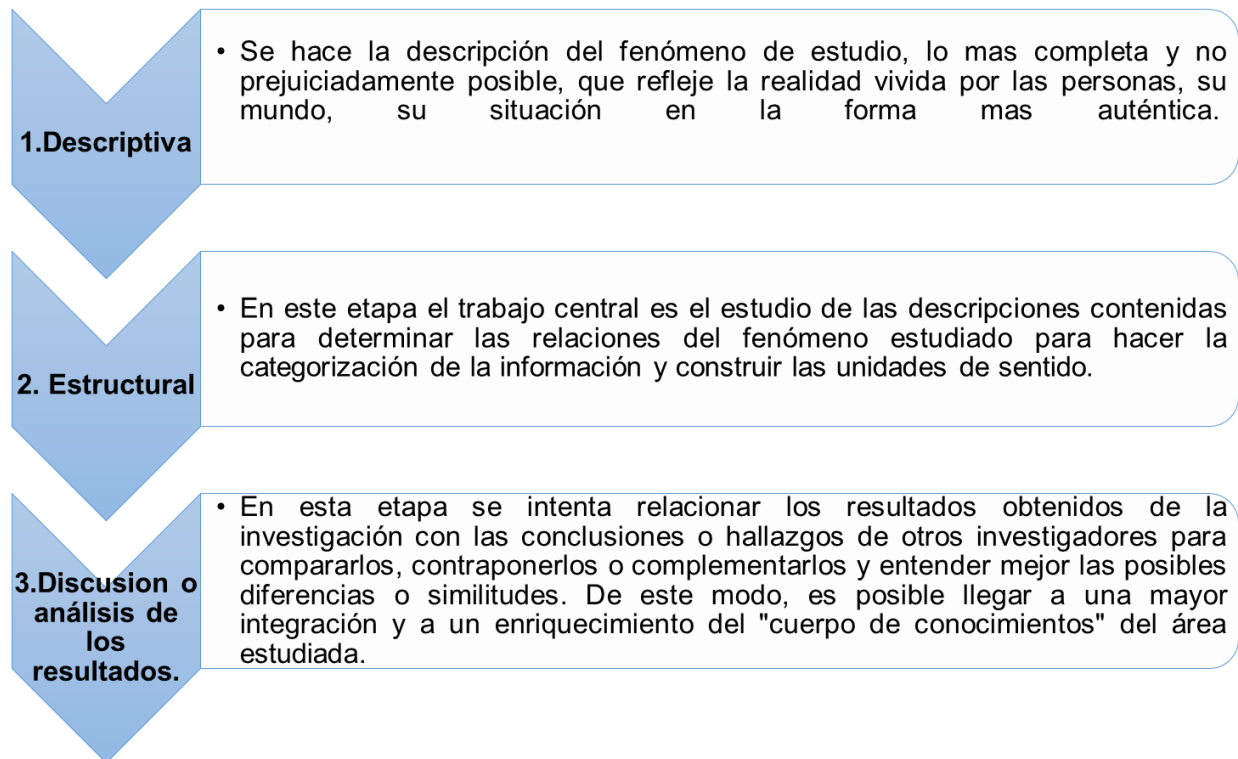 1.Descriptiva
• Se hace la descripción del fenómeno de estudio, lo mas completa y no
prejuiciadamente posible, que refleje la realidad vivida por las personas, su
mundo, su situación en la forma mas auténtica.
2. Estructural
• En este etapa el trabajo central es el estudio de las descripciones contenidas
para determinar las relaciones del fenómeno estudiado para hacer la
categorización de la información y construir las unidades de sentido.
3.Discusion o
análisis de
los
resultados.
• En esta etapa se intenta relacionar los resultados obtenidos de la
investigación con las conclusiones o hallazgos de otros investigadores para
compararlos, contraponerlos o complementarlos y entender mejor las posibles
diferencias o similitudes. De este modo, es posible llegar a una mayor
integración y a un enriquecimiento del "cuerpo de conocimientos" del área
estudiada.